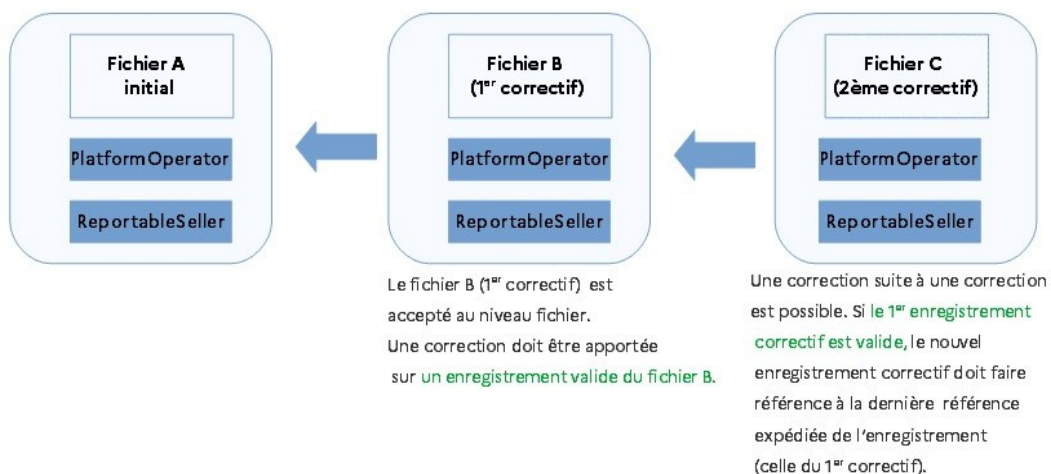 Fichier A
initial
PlatformOperator
ReportableSeller
Fichier B
(1er correctif)
PlatformOperator
ReportableSeller
Le fichier B (1er correctif) est
accepté au niveau fichier.
Une correction doit être apportée
sur un enregistrement valide du fichier B.
Fichier C
(2ème correctif)
PlatformOperator
ReportableSeller
Une correction suite à une correction
est possible. Si le 1er enregistrement
correctif est valide, le nouvel
enregistrement correctif doit faire
référence à la dernière référence
expédiée de l'enregistrement
(celle du 1er correctif).